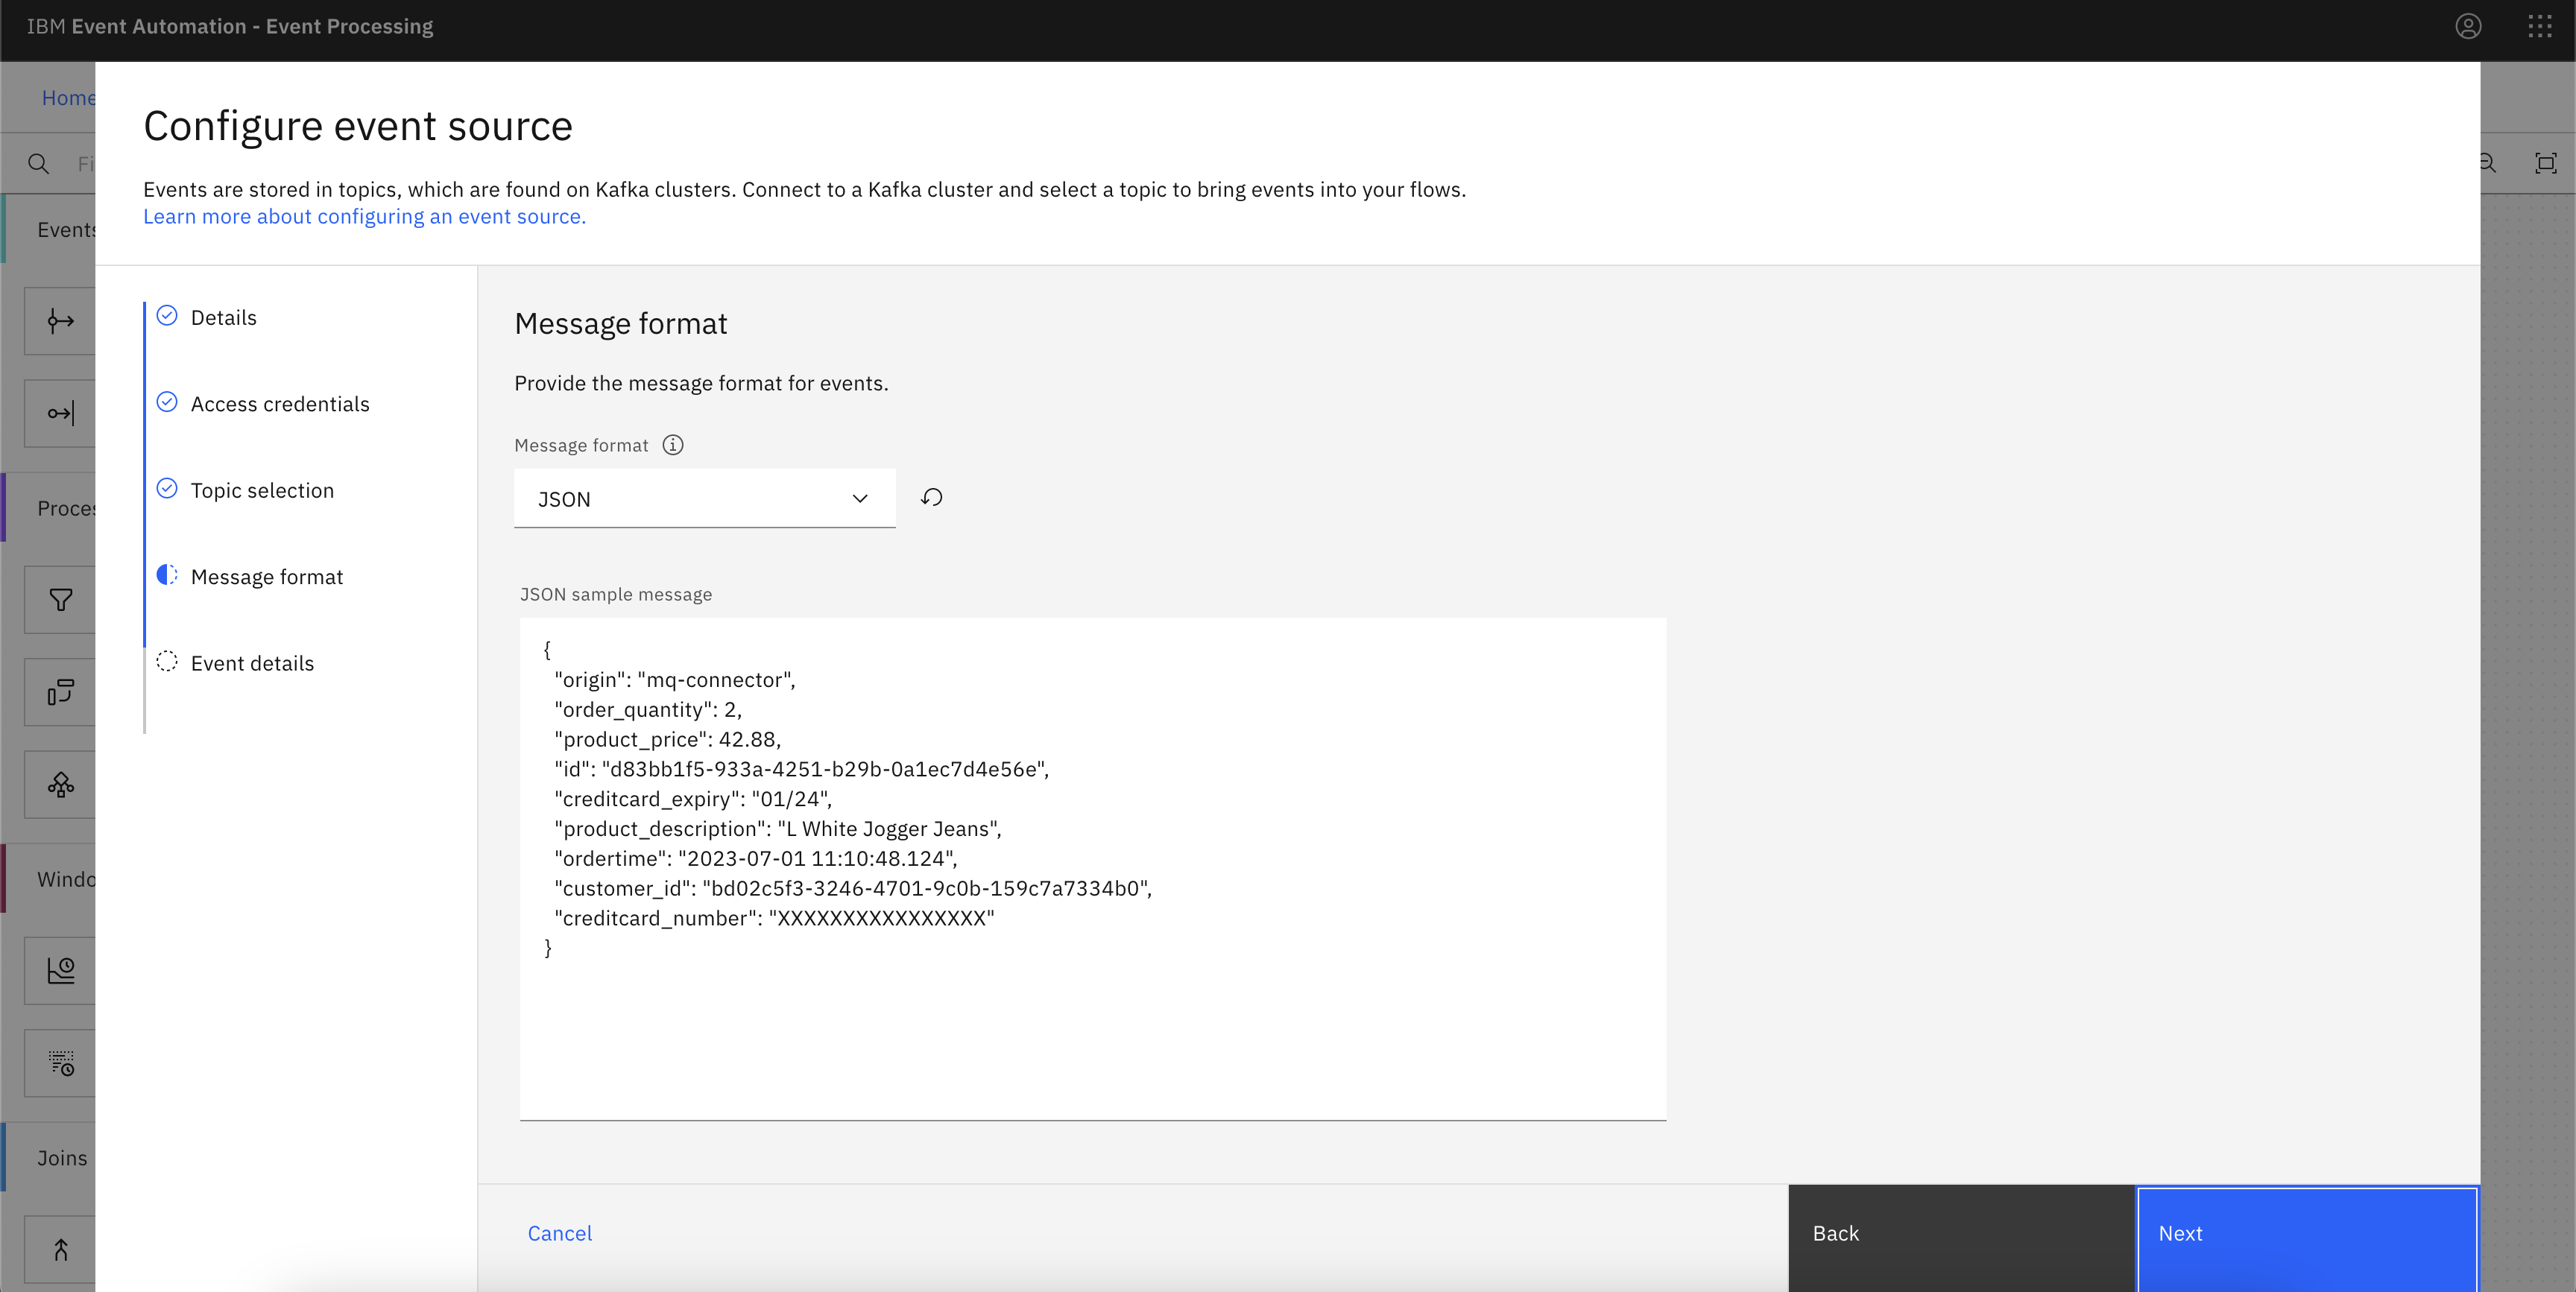 IBM Event Automation - Event Processing
Home
Configure event source
Fi
Events are stored in topics, which are found on Kafka clusters. Connect to a Kafka cluster and select a topic to bring events into your flows.
Learn more about configuring an event source.
Events
Proces
Windo
Joins
Details
Access credentials
Topic selection
Message format
Event details
Message format
Provide the message format for events.
Message format
JSON
JSON sample message
{
"origin": "mq-connector",
"order_quantity": 2,
"product_price": 42.88,
"id": "d83bb1f5-933a-4251-b29b-0a1ec7d4e56e",
"creditcard_expiry": "01/24",
"product_description": "L White Jogger Jeans",
"ordertime": "2023-07-01 11:10:48.124",
"customer_id": "bd02c5f3-3246-4701-9c0b-159c7a7334b0",
"creditcard_number": "XXXXXXXXXXXXXXXX"
}
Cancel
Back
Next